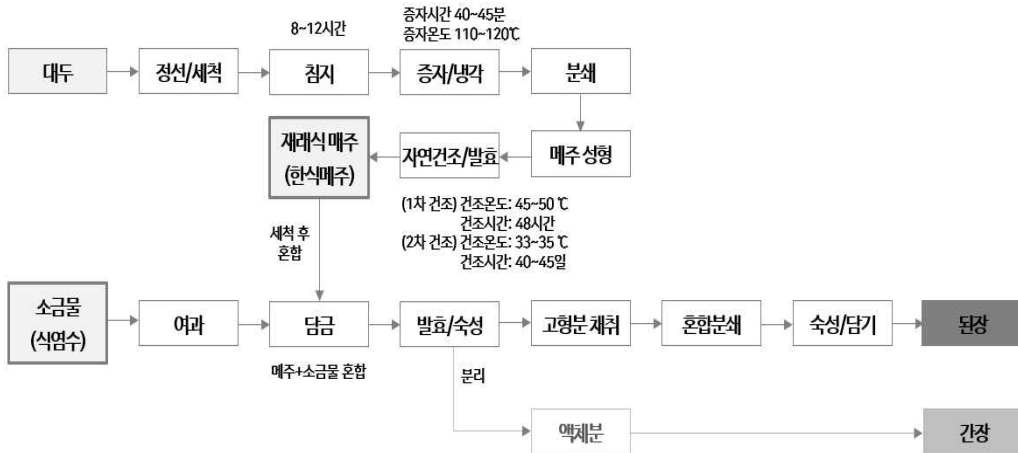 8~12시간
증자시간 40~45분
증자온도 110~120℃
대두
정선/세척
침지
증자/냉각
분쇄
재래식 메주
(한식메주)
자연건조/발효
메주 성형
(1차 건조) 건조온도: 45~50 ℃
건조시간: 48시간
(2차 건조) 건조온도: 33~35 ℃
건조시간: 40~45일
세척 후
혼합
소금물
(식염수)
여과
담금
발효/숙성
고형분 채취
혼합분쇄
숙성/담기
된장
메주+소금물 혼합
분리
액체분
간장